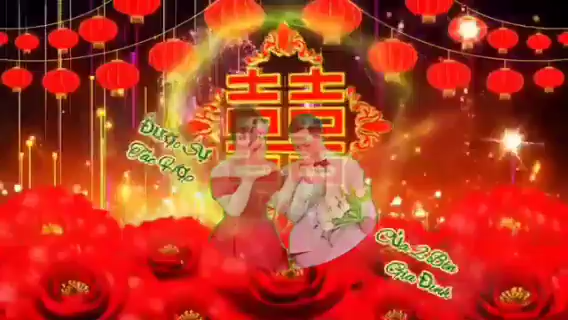 囍
Được Sự
Tác Hợp
Của 2 Bên
Gia Đình